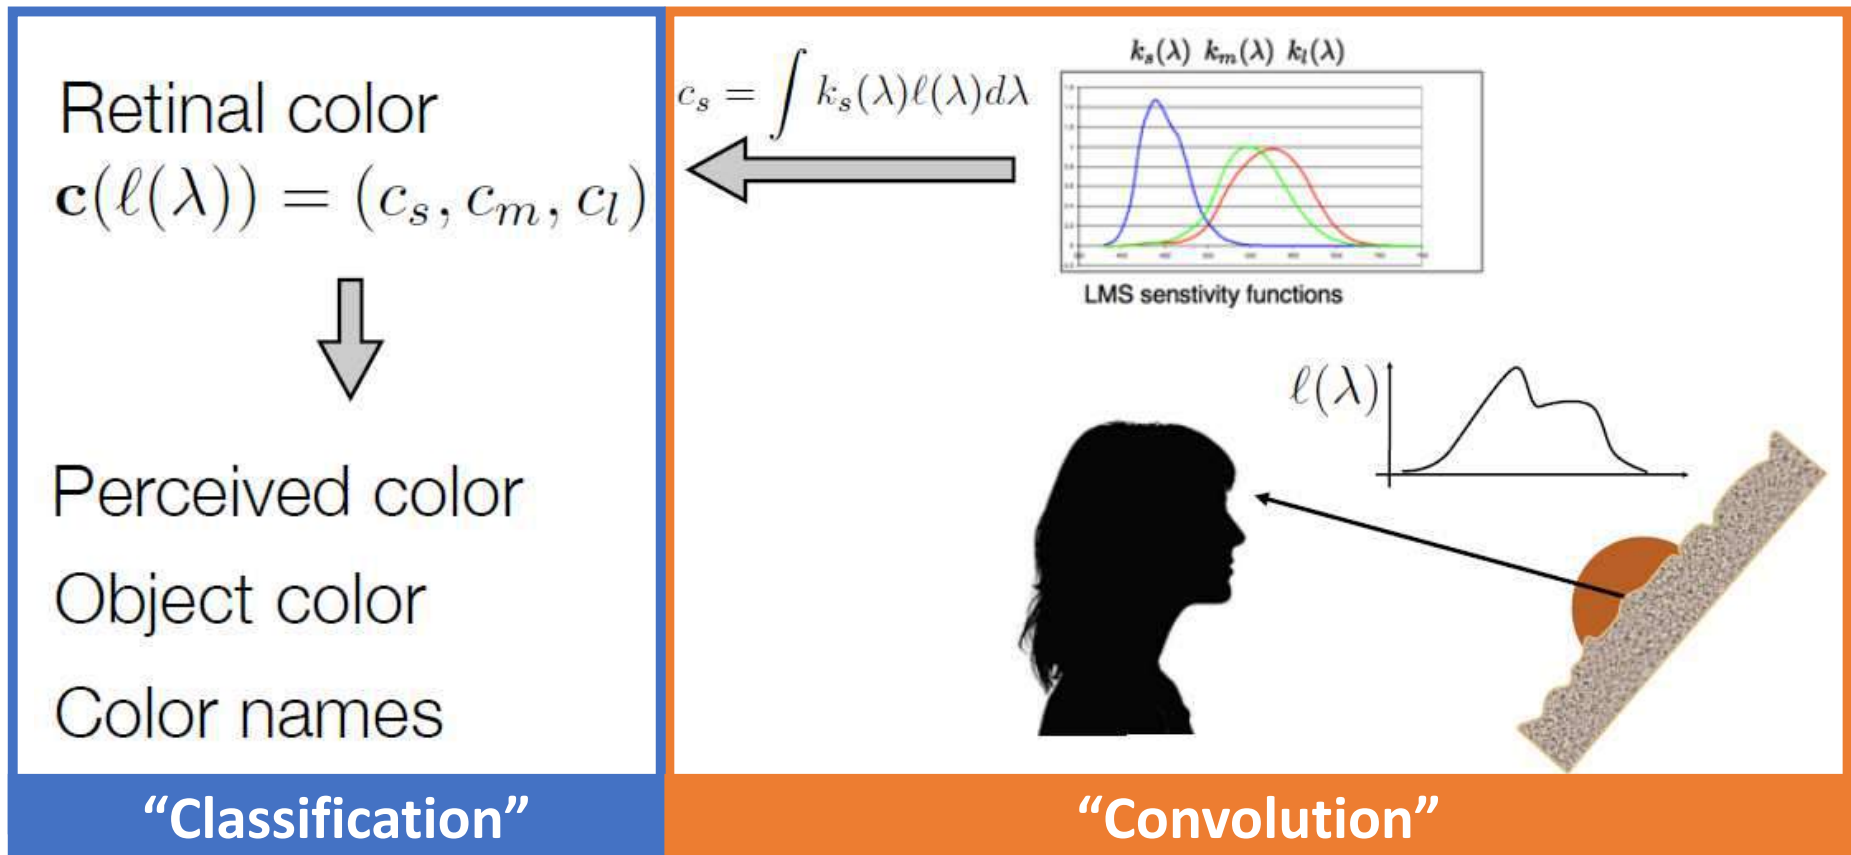 Retinal color
c(ℓ(λ)) = (c_s, c_m, c_l)
Perceived color
Object color
Color names
“Classification”
c_s = ∫ k_s(λ)ℓ(λ)dλ
k_s(λ) k_m(λ) k_l(λ)
LMS senstivity functions
ℓ(λ)
“Convolution”